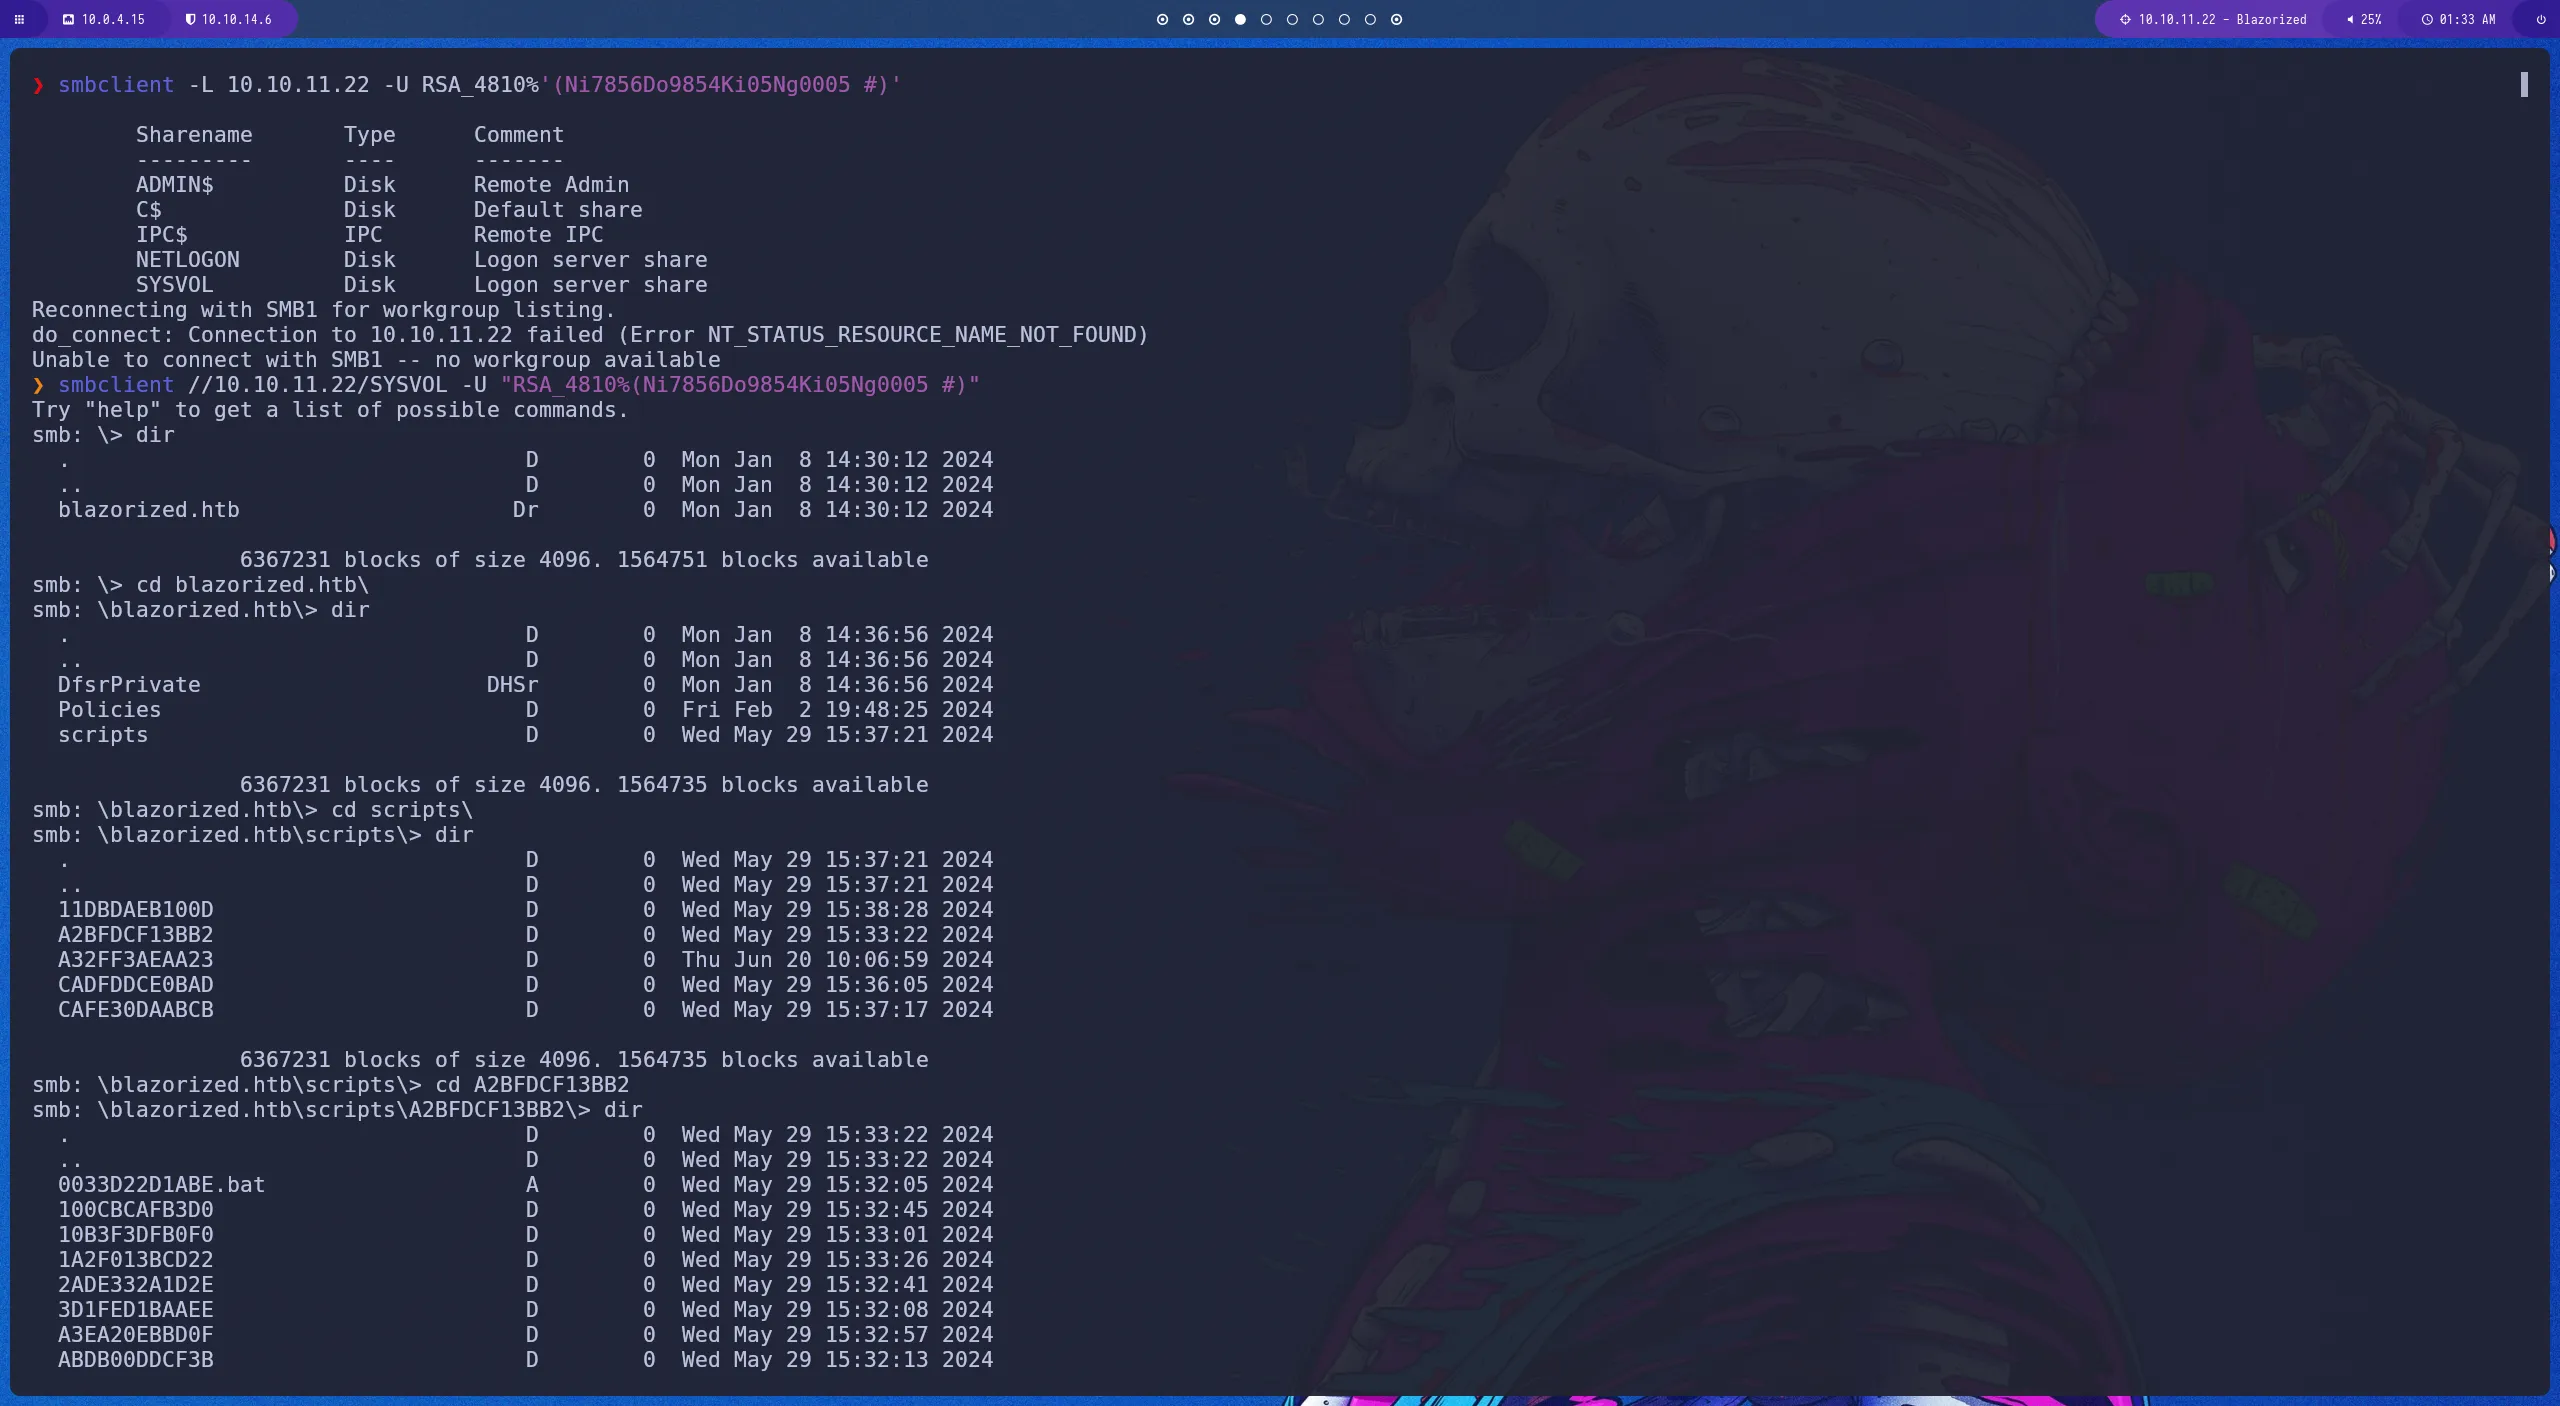 10.0.4.15 10.10.14.6 10.10.11.22 - Blazorized 25% 01:33 AM
❯ smbclient -L 10.10.11.22 -U RSA_4810%'(Ni7856Do9854Ki05Ng0005 #)'
Sharename Type Comment
--------- ---- -------
ADMIN$ Disk Remote Admin
C$ Disk Default share
IPC$ IPC Remote IPC
NETLOGON Disk Logon server share
SYSVOL Disk Logon server share
Reconnecting with SMB1 for workgroup listing.
do_connect: Connection to 10.10.11.22 failed (Error NT_STATUS_RESOURCE_NAME_NOT_FOUND)
Unable to connect with SMB1 -- no workgroup available
❯ smbclient //10.10.11.22/SYSVOL -U "RSA_4810%(Ni7856Do9854Ki05Ng0005 #)"
Try "help" to get a list of possible commands.
smb: \> dir
. D 0 Mon Jan 8 14:30:12 2024
.. D 0 Mon Jan 8 14:30:12 2024
blazorized.htb Dr 0 Mon Jan 8 14:30:12 2024
6367231 blocks of size 4096. 1564751 blocks available
smb: \> cd blazorized.htb\
smb: \blazorized.htb\> dir
. D 0 Mon Jan 8 14:36:56 2024
.. D 0 Mon Jan 8 14:36:56 2024
DfsrPrivate DHSr 0 Mon Jan 8 14:36:56 2024
Policies D 0 Fri Feb 2 19:48:25 2024
scripts D 0 Wed May 29 15:37:21 2024
6367231 blocks of size 4096. 1564735 blocks available
smb: \blazorized.htb\> cd scripts\
smb: \blazorized.htb\scripts\> dir
. D 0 Wed May 29 15:37:21 2024
.. D 0 Wed May 29 15:37:21 2024
11DBDAEB100D D 0 Wed May 29 15:38:28 2024
A2BFDCF13BB2 D 0 Wed May 29 15:33:22 2024
A32FF3AEAA23 D 0 Thu Jun 20 10:06:59 2024
CADFDDCE0BAD D 0 Wed May 29 15:36:05 2024
CAFE30DAABCB D 0 Wed May 29 15:37:17 2024
6367231 blocks of size 4096. 1564735 blocks available
smb: \blazorized.htb\scripts\> cd A2BFDCF13BB2
smb: \blazorized.htb\scripts\A2BFDCF13BB2\> dir
. D 0 Wed May 29 15:33:22 2024
.. D 0 Wed May 29 15:33:22 2024
0033D22D1ABE.bat A 0 Wed May 29 15:32:05 2024
100CBCAFB3D0 D 0 Wed May 29 15:32:45 2024
10B3F3DFB0F0 D 0 Wed May 29 15:33:01 2024
1A2F013BCD22 D 0 Wed May 29 15:33:26 2024
2ADE332A1D2E D 0 Wed May 29 15:32:41 2024
3D1FED1BAAEE D 0 Wed May 29 15:32:08 2024
A3EA20EBBD0F D 0 Wed May 29 15:32:57 2024
ABDB00DDCF3B D 0 Wed May 29 15:32:13 2024